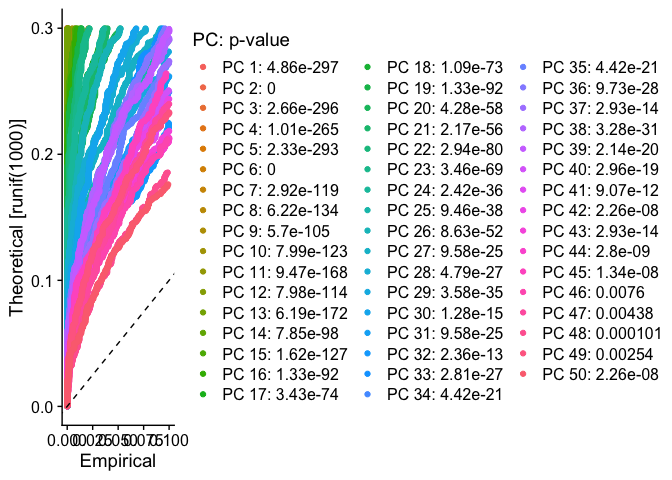 PC: p-value
0.3
0.2
0.1
0.0
Theoretical [runif(1000)]
0.000 0.025 0.050 0.075 0.100
Empirical
PC 1: 4.86e-297
PC 2: 0
PC 3: 2.66e-296
PC 4: 1.01e-265
PC 5: 2.33e-293
PC 6: 0
PC 7: 2.92e-119
PC 8: 6.22e-134
PC 9: 5.7e-105
PC 10: 7.99e-123
PC 11: 9.47e-168
PC 12: 7.98e-114
PC 13: 6.19e-172
PC 14: 7.85e-98
PC 15: 1.62e-127
PC 16: 1.33e-92
PC 17: 3.43e-74
PC 18: 1.09e-73
PC 19: 1.33e-92
PC 20: 4.28e-58
PC 21: 2.17e-56
PC 22: 2.94e-80
PC 23: 3.46e-69
PC 24: 2.42e-36
PC 25: 9.46e-38
PC 26: 8.63e-52
PC 27: 9.58e-25
PC 28: 4.79e-27
PC 29: 3.58e-35
PC 30: 1.28e-15
PC 31: 9.58e-25
PC 32: 2.36e-13
PC 33: 2.81e-27
PC 34: 4.42e-21
PC 35: 4.42e-21
PC 36: 9.73e-28
PC 37: 2.93e-14
PC 38: 3.28e-31
PC 39: 2.14e-20
PC 40: 2.96e-19
PC 41: 9.07e-12
PC 42: 2.26e-08
PC 43: 2.93e-14
PC 44: 2.8e-09
PC 45: 1.34e-08
PC 46: 0.0076
PC 47: 0.00438
PC 48: 0.000101
PC 49: 0.00254
PC 50: 2.26e-08